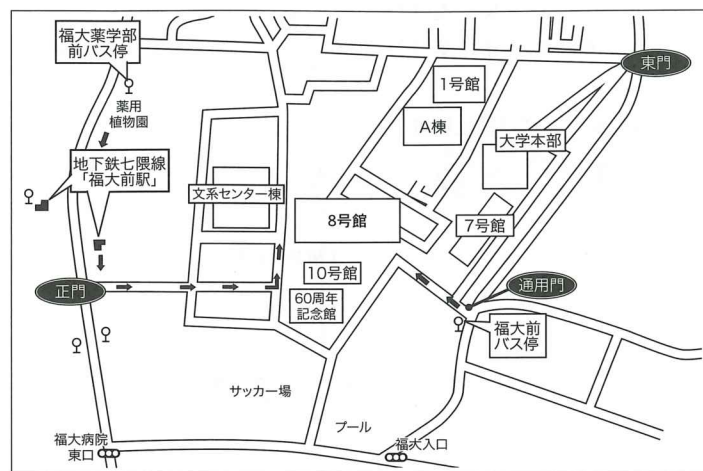 福大薬学部
前バス停
薬用
植物園
地下鉄七隈線
「福大前駅」
正門
文系センター棟
1号館
A棟
東門
大学本部
8号館
7号館
10号館
60周年
記念館
通用門
福大前
バス停
サッカー場
プール
福大病院
東口
福大入口